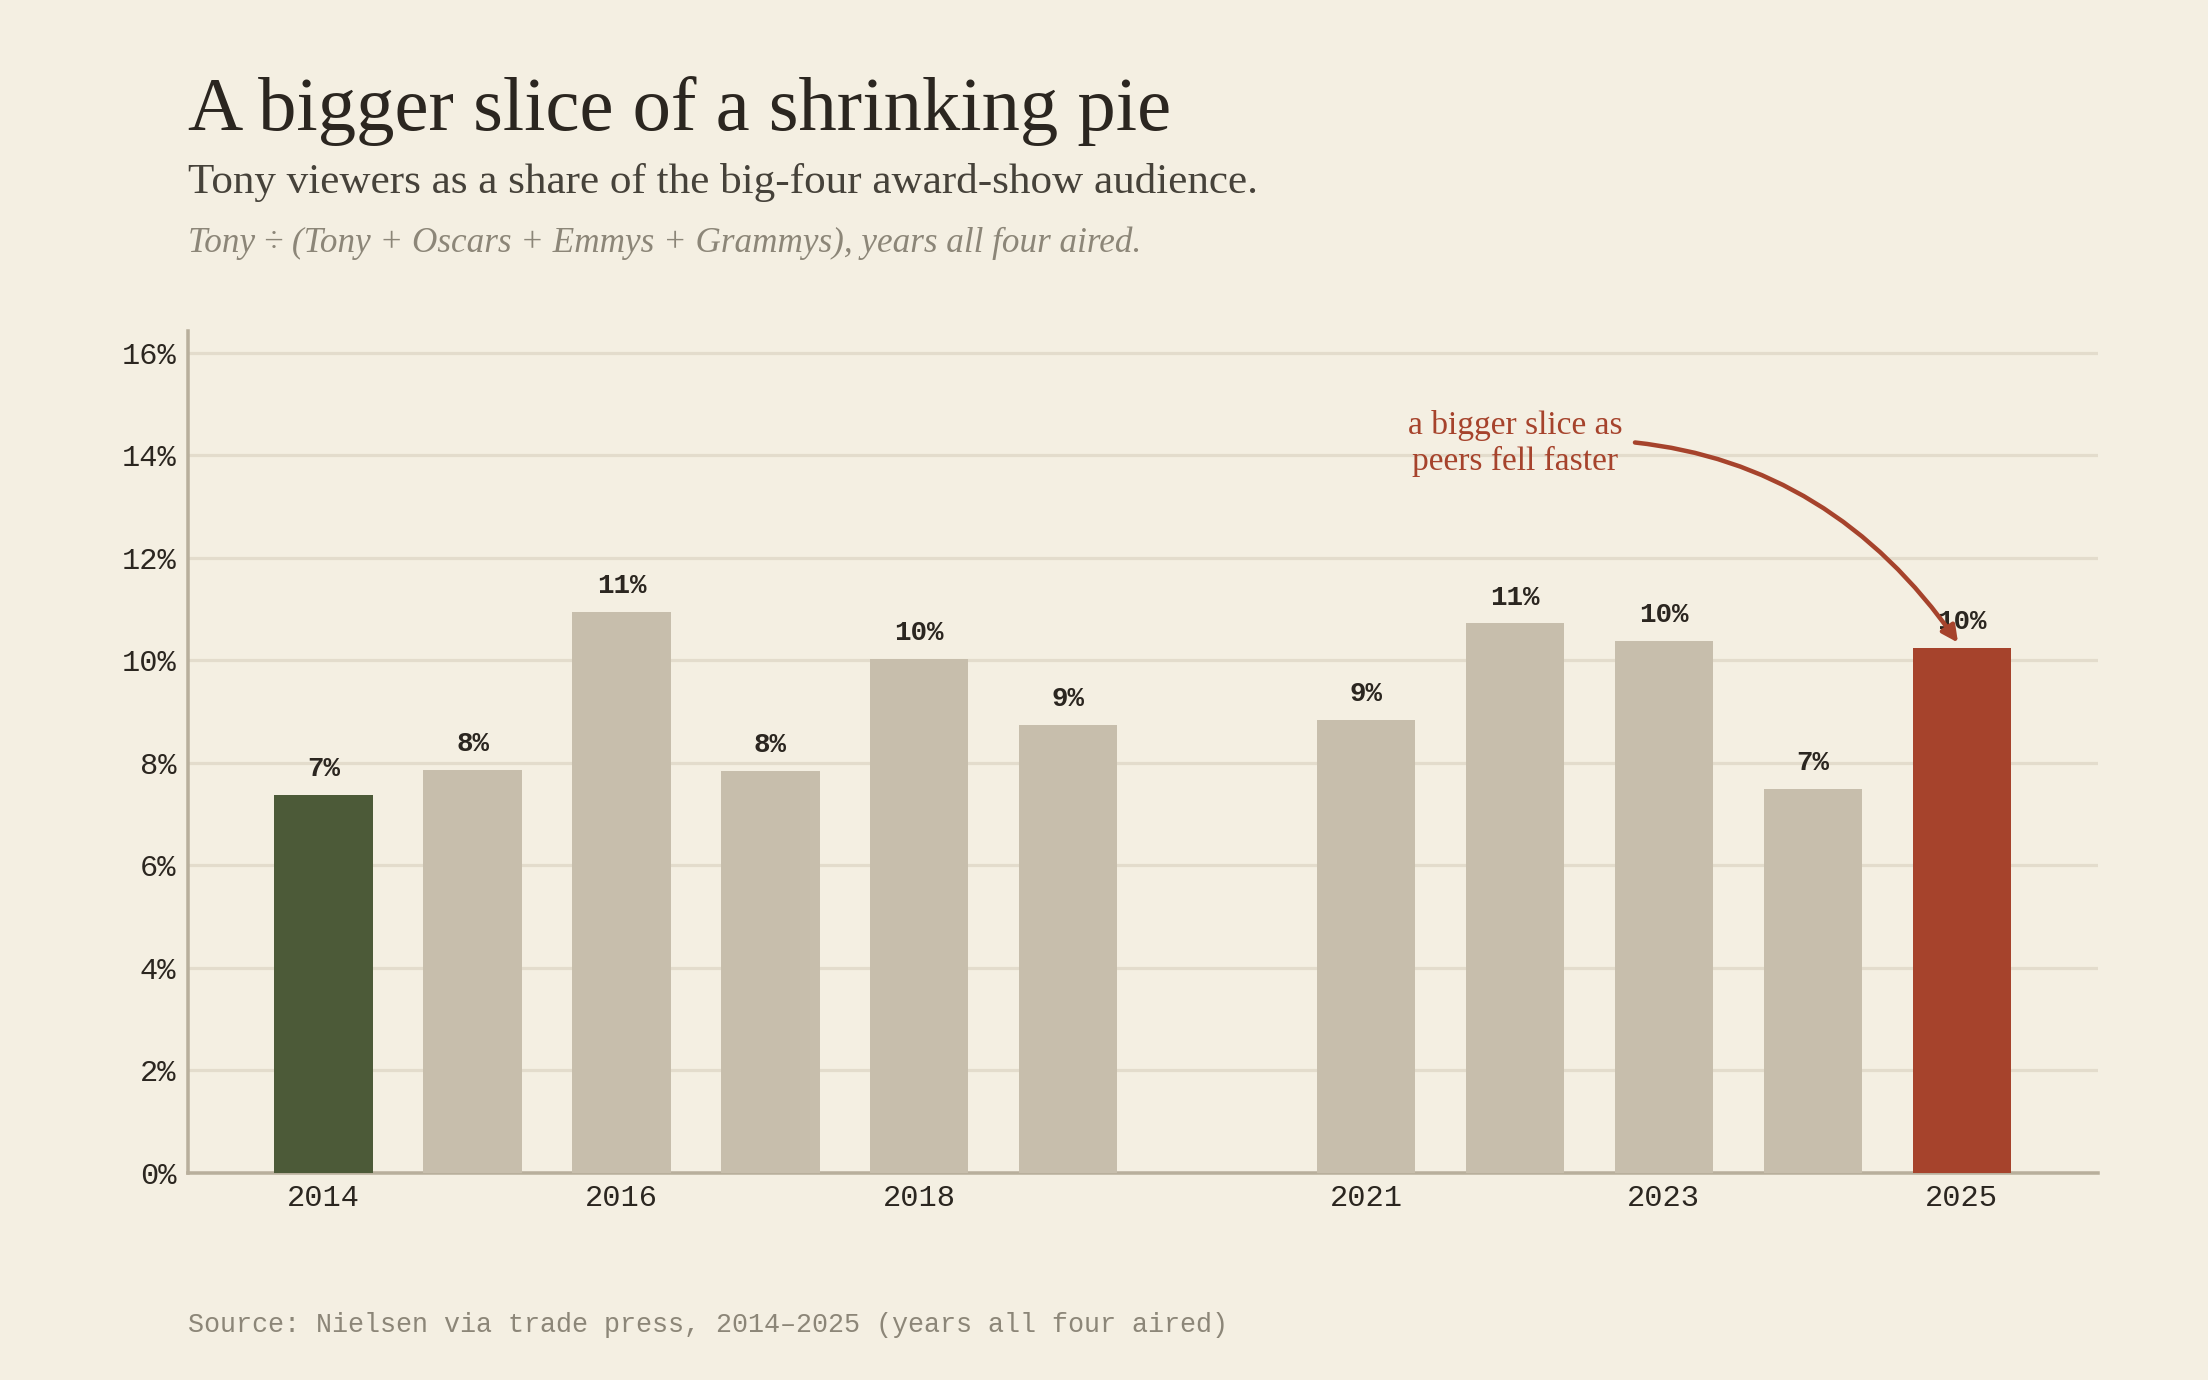 A bigger slice of a shrinking pie
Tony viewers as a share of the big-four award-show audience.
Tony ÷ (Tony + Oscars + Emmys + Grammys), years all four aired.
16%
a bigger slice as
peers fell faster
14%
12%
11%
11%
10%
10%
10%
10%
9%
9%
8%
8%
7%
7%
8%
6%
4%
2%
0%
2014 2016 2018 2021 2023 2025
Source: Nielsen via trade press, 2014–2025 (years all four aired)